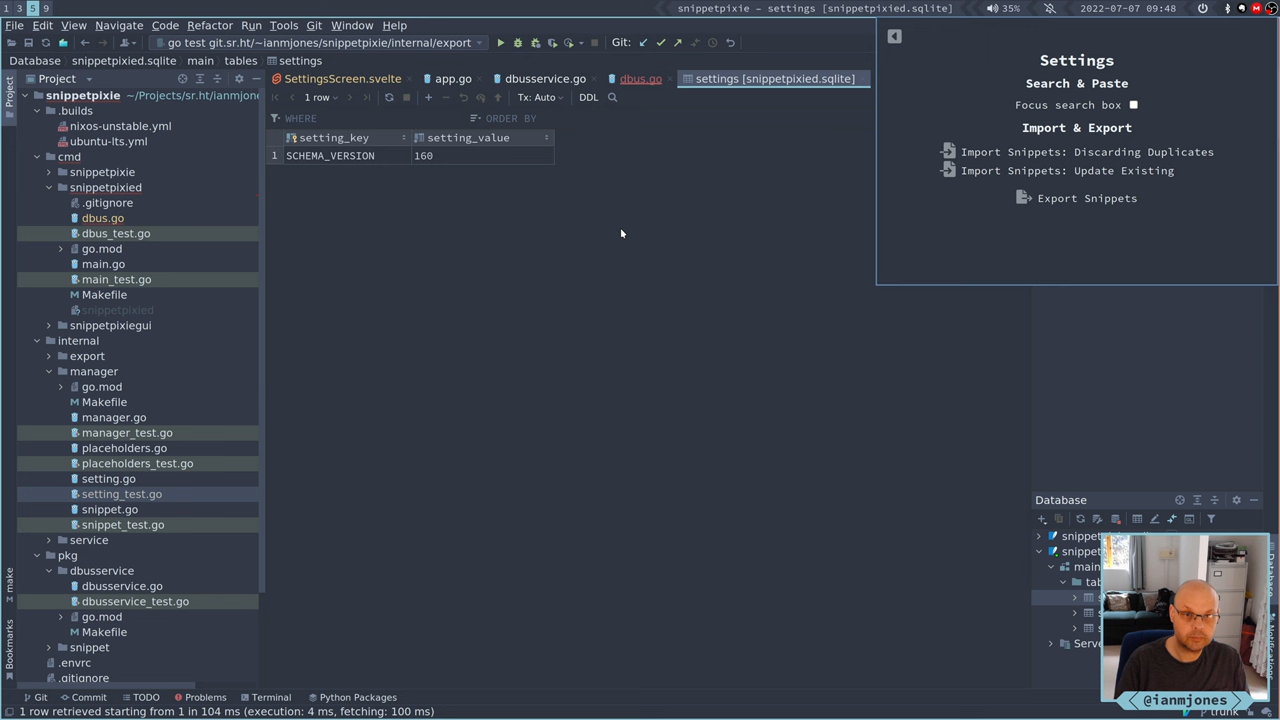 1 3 5 9
snippetpixie - settings [snippetpixied.sqlite]
35%
2022-07-07 09:48
File Edit View Navigate Code Refactor Run Tools Git Window Help
go test git.sr.ht/~ianmjones/snippetpixie/internal/export
Git:
Database snippetpixied.sqlite main tables settings
Project
SettingsScreen.svelte
app.go
dbusservice.go
dbus.go
settings [snippetpixied.sqlite]
1 row
Tx: Auto
DDL
WHERE
ORDER BY
setting_key
setting_value
1 SCHEMA_VERSION 160
Settings
Search & Paste
Focus search box
Import & Export
Import Snippets: Discarding Duplicates
Import Snippets: Update Existing
Export Snippets
Project
make
Bookmarks
snippetpixie ~/Projects/sr.ht/ianmjones
.builds
nixos-unstable.yml
ubuntu-lts.yml
cmd
snippetpixie
snippetpixied
.gitignore
dbus.go
dbus_test.go
go.mod
main.go
main_test.go
Makefile
snippetpixied
snippetpixiegui
internal
export
manager
go.mod
Makefile
manager.go
manager_test.go
placeholders.go
placeholders_test.go
setting.go
setting_test.go
snippet.go
snippet_test.go
service
pkg
dbusservice
dbusservice.go
dbusservice_test.go
go.mod
Makefile
snippet
.envrc
.gitignore
Database
snippet
snippet
main
Database
Notifications
@ianmjones
Git Commit TODO Problems Terminal Python Packages
1 row retrieved starting from 1 in 104 ms (execution: 4 ms, fetching: 100 ms)
trunk